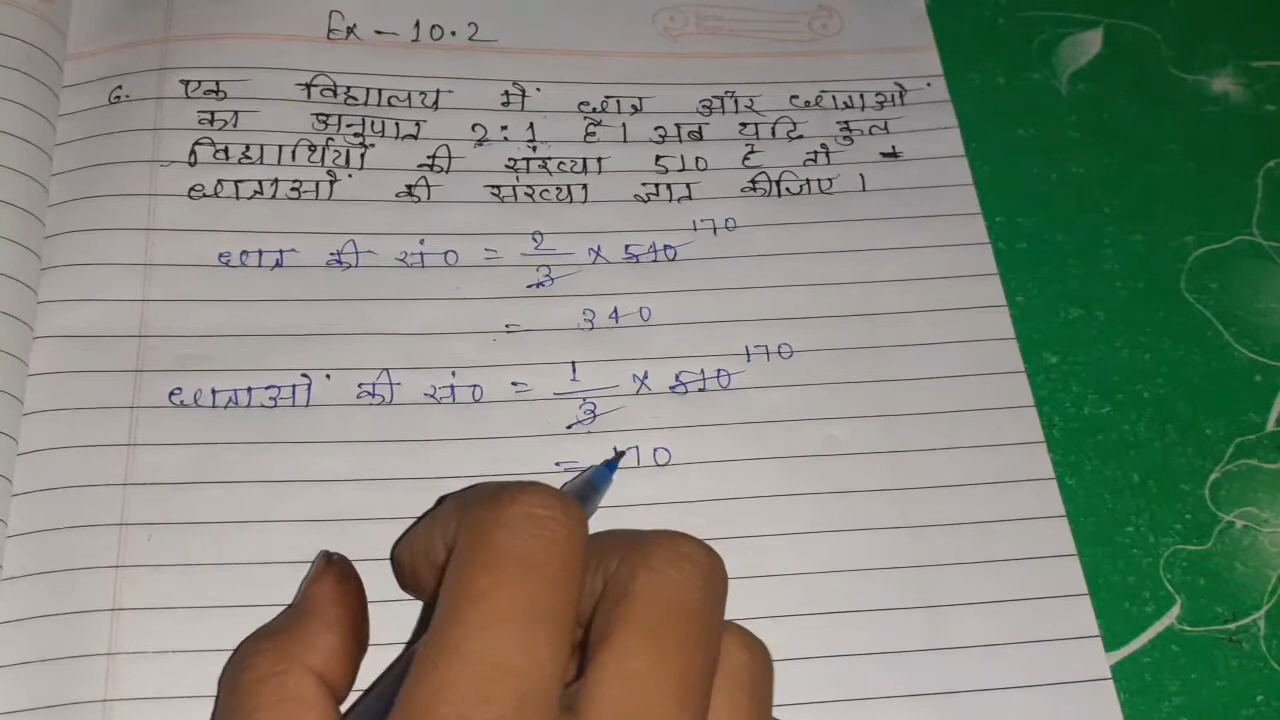 Ex - 10.2
6. एक विद्यालय में छात्र और छात्राओं
का अनुपात 2:1 है। अब यदि कुल
विद्यार्थियों की संख्या 510 है तो
छात्राओं की संख्या ज्ञात कीजिए।
छात्र की सं० = 2/3 × 510 170
= 340
छात्राओं की सं० = 1/3 × 510 170
= 170